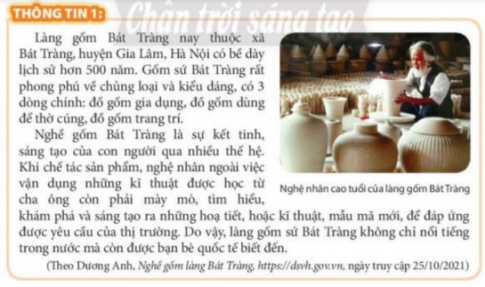 Chân trời sáng tạo
THÔNG TIN 1:
Làng gốm Bát Tràng nay thuộc xã
Bát Tràng, huyện Gia Lâm, Hà Nội có bề dày
lịch sử hơn 500 năm. Gốm sứ Bát Tràng rất
phong phú về chủng loại và kiểu dáng, có 3
dòng chính: đồ gốm gia dụng, đồ gốm dùng
để thờ cúng, đồ gốm trang trí.
Nghề gốm Bát Tràng là sự kết tinh,
sáng tạo của con người qua nhiều thế hệ.
Khi chế tác sản phẩm, nghệ nhân ngoài việc
vận dụng những kĩ thuật được học từ
cha ông còn phải mày mò, tìm hiểu,
Nghệ nhân cao tuổi của làng gốm Bát Tràng
khám phá và sáng tạo ra những hoạ tiết, hoặc kĩ thuật, mẫu mã mới, để đáp ứng
được yêu cầu của thị trường. Do vậy, làng gốm sứ Bát Tràng không chỉ nổi tiếng
trong nước mà còn được bạn bè quốc tế biết đến.
(Theo Dương Anh, Nghề gốm làng Bát Tràng, https://dsvh.gov.vn, ngày truy cập 25/10/2021)